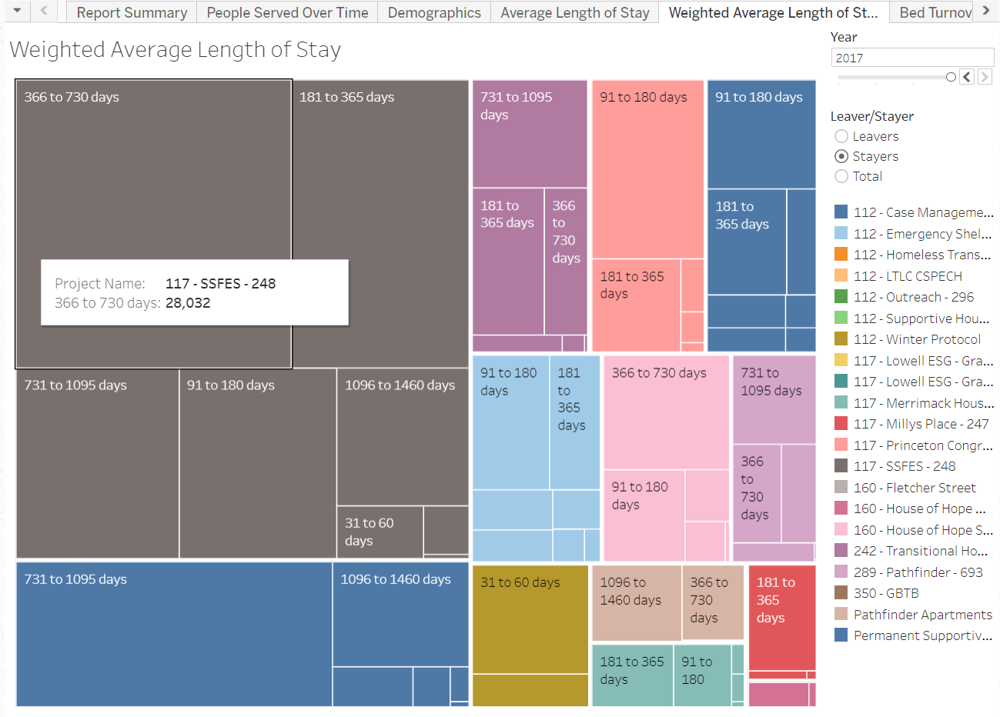 Report Summary
People Served Over Time
Demographics
Average Length of Stay
Weighted Average Length of St...
Bed Turnov
Weighted Average Length of Stay
366 to 730 days
181 to 365 days
Project Name: 117 - SSFES - 248
366 to 730 days: 28,032
731 to 1095 days
91 to 180 days
1096 to 1460 days
31 to 60
days
731 to 1095 days
1096 to 1460 days
731 to 1095
days
181 to
365 days
366
to
730
days
91 to 180 days
181 to 365
days
91 to 180 days
181 to
365 days
91 to 180
days
181
to
365
days
366 to 730 days
91 to 180
days
731 to
1095 days
366
to
730
days
31 to 60 days
1096 to
1460 days
366 to
730
days
181 to
365
days
181 to 365
days
91 to
180
Year
2017
Leaver/Stayer
Leavers
Stayers
Total
112 - Case Manageme...
112 - Emergency Shel...
112 - Homeless Trans...
112 - LTLC CSPECH
112 - Outreach - 296
112 - Supportive Hou...
112 - Winter Protocol
117 - Lowell ESG - Gra...
117 - Lowell ESG - Gra...
117 - Merrimack Hous...
117 - Millys Place - 247
117 - Princeton Congr...
117 - SSFES - 248
160 - Fletcher Street
160 - House of Hope ...
160 - House of Hope S...
242 - Transitional Ho...
289 - Pathfinder - 693
350 - GBTB
Pathfinder Apartments
Permanent Supportiv...